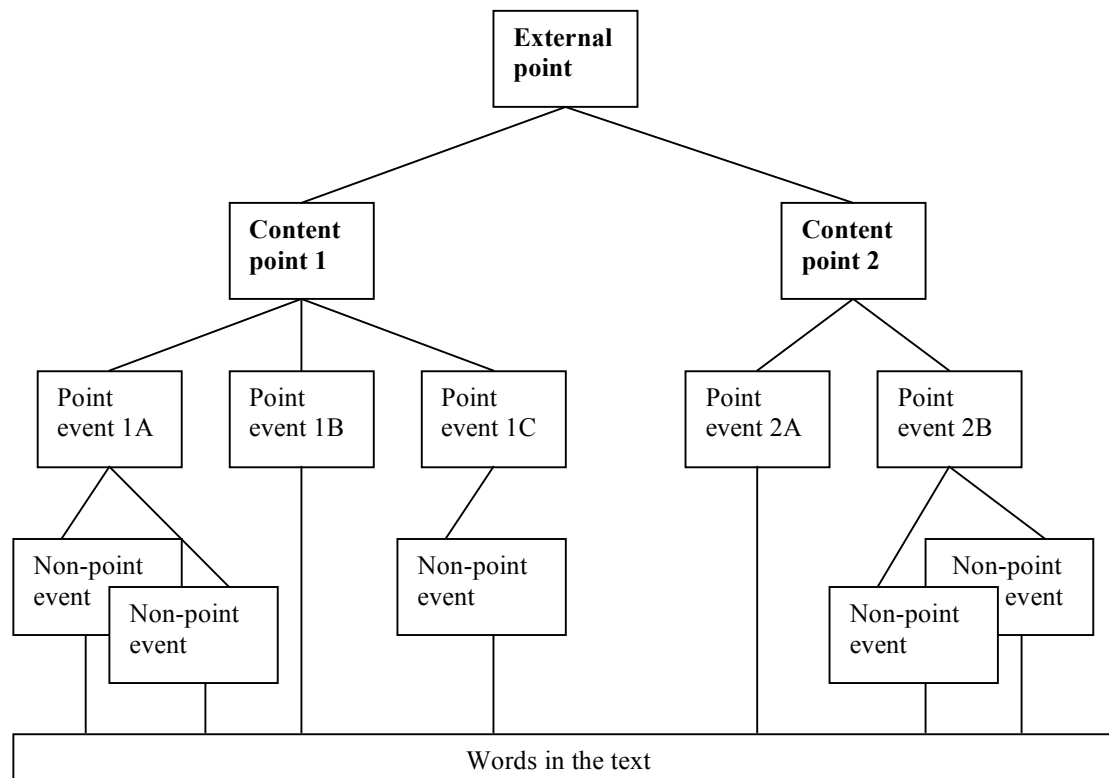 External
point
Content
point 1
Content
point 2
Point
event 1A
Point
event 1B
Point
event 1C
Point
event 2A
Point
event 2B
Non-point
event
Non-point
event
Non-point
event
Non-point
event
Non-point
event
Words in the text